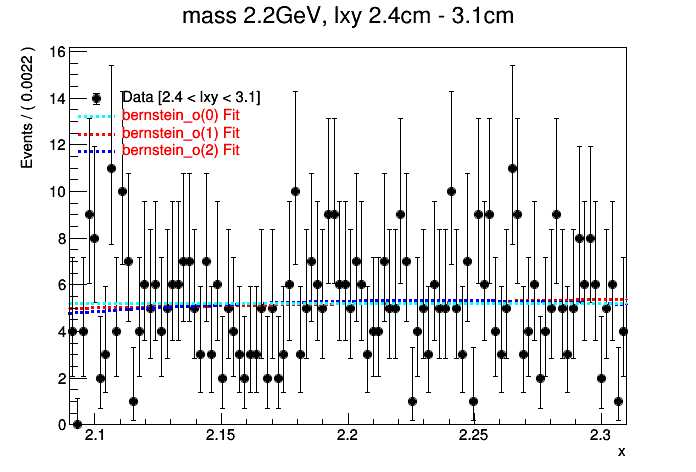 mass 2.2GeV, lxy 2.4cm - 3.1cm
Events / ( 0.0022 )
16
14
12
10
8
6
4
2
0
Data [2.4 < lxy < 3.1]
bernstein_o(0) Fit
bernstein_o(1) Fit
bernstein_o(2) Fit
2.1
2.15
2.2
2.25
2.3
x